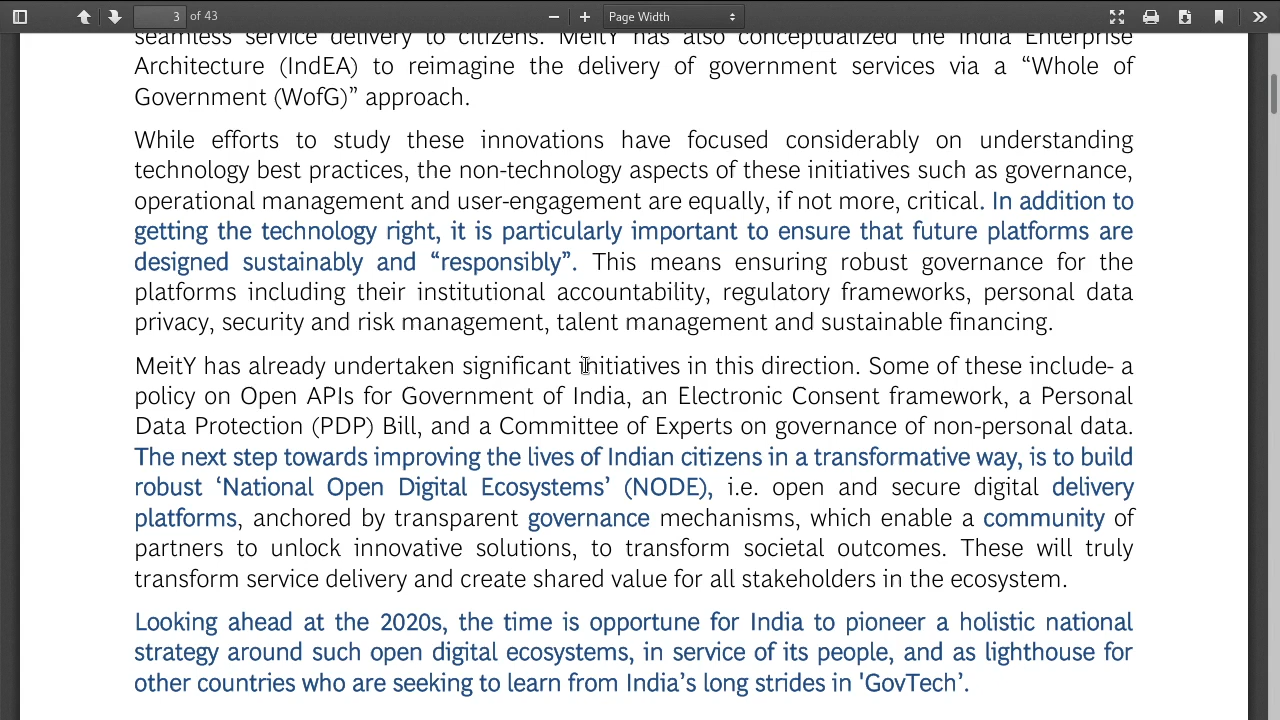 3 of 43 Page Width
seamless service delivery to citizens. MeitY has also conceptualized the India Enterprise
Architecture (IndEA) to reimagine the delivery of government services via a “Whole of
Government (WofG)” approach.
While efforts to study these innovations have focused considerably on understanding
technology best practices, the non-technology aspects of these initiatives such as governance,
operational management and user-engagement are equally, if not more, critical. In addition to
getting the technology right, it is particularly important to ensure that future platforms are
designed sustainably and “responsibly”. This means ensuring robust governance for the
platforms including their institutional accountability, regulatory frameworks, personal data
privacy, security and risk management, talent management and sustainable financing.
MeitY has already undertaken significant initiatives in this direction. Some of these include- a
policy on Open APIs for Government of India, an Electronic Consent framework, a Personal
Data Protection (PDP) Bill, and a Committee of Experts on governance of non-personal data.
The next step towards improving the lives of Indian citizens in a transformative way, is to build
robust ‘National Open Digital Ecosystems’ (NODE), i.e. open and secure digital delivery
platforms, anchored by transparent governance mechanisms, which enable a community of
partners to unlock innovative solutions, to transform societal outcomes. These will truly
transform service delivery and create shared value for all stakeholders in the ecosystem.
Looking ahead at the 2020s, the time is opportune for India to pioneer a holistic national
strategy around such open digital ecosystems, in service of its people, and as lighthouse for
other countries who are seeking to learn from India’s long strides in 'GovTech’.